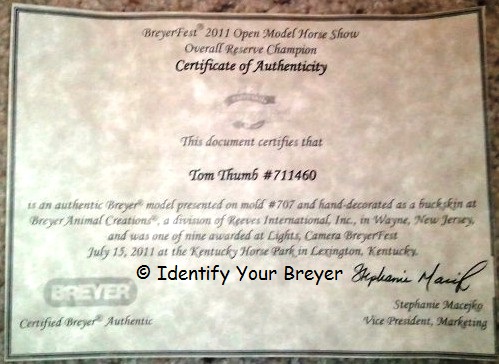 BreyerFest® 2011 Open Model Horse Show
Overall Reserve Champion
Certificate of Authenticity
This document certifies that
Tom Thumb #711460
is an authentic Breyer® model presented on mold #707 and hand-decorated as a buckskin at
Breyer Animal Creations®, a division of Reeves International, Inc., in Wayne, New Jersey,
and was one of nine awarded at Lights, Camera BreyerFest
July 15, 2011 at the Kentucky Horse Park in Lexington, Kentucky.
© Identify Your Breyer
Stephanie Macejko
BREYER
Stephanie Macejko
Certified Breyer® Authentic
Vice President, Marketing